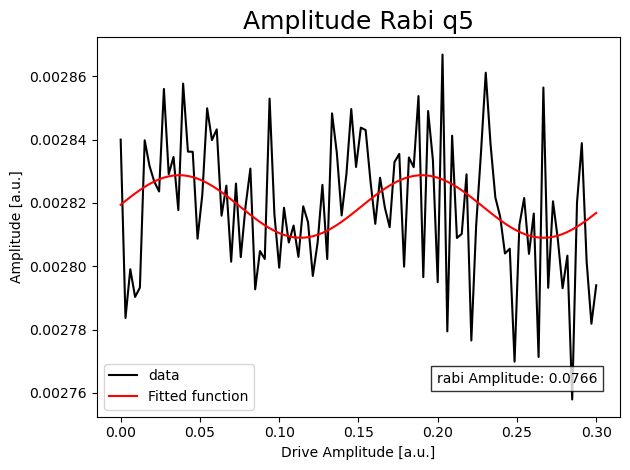 Amplitude Rabi q5
0.00286
0.00284
0.00282
0.00280
0.00278
0.00276
Amplitude [a.u.]
data
Fitted function
rabi Amplitude: 0.0766
0.00 0.05 0.10 0.15 0.20 0.25 0.30
Drive Amplitude [a.u.]